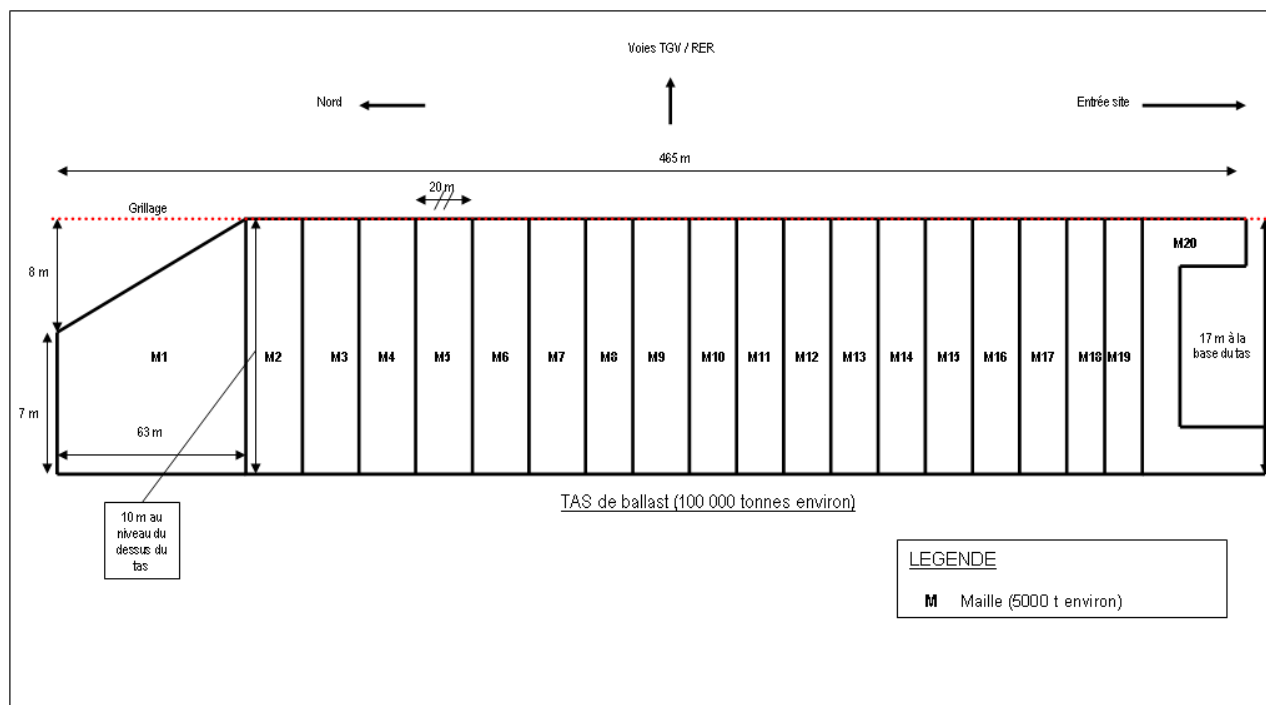 Voies TGV / RER
Nord
Entrée site
465 m
20 m
Grillage
M20
8 m
M1
M2
M3
M4
M5
M6
M7
M8
M9
M10
M11
M12
M13
M14
M15
M16
M17
M18
M19
17 m à la
base du tas
7 m
63 m
TAS de ballast (100 000 tonnes environ)
10 m au
niveau du
dessus du
tas
LEGENDE
M Maille (5000 t environ)